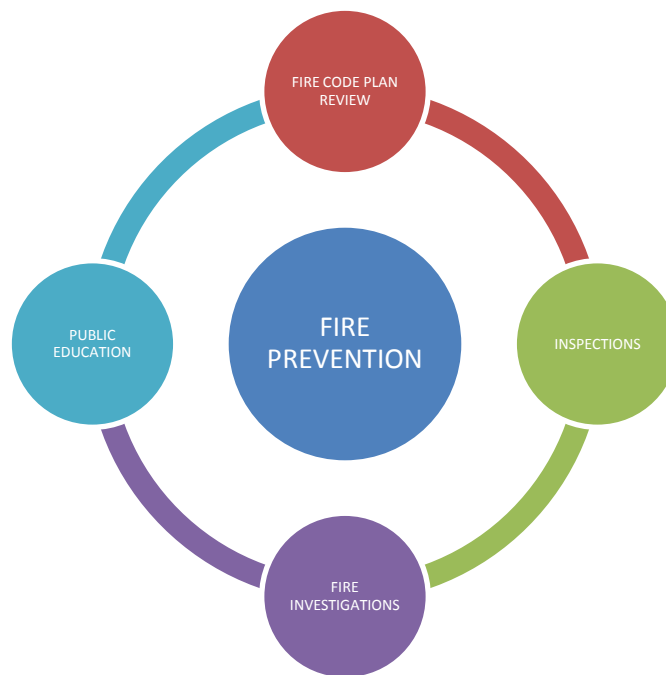 FIRE CODE PLAN
REVIEW
PUBLIC
EDUCATION
FIRE
PREVENTION
INSPECTIONS
FIRE
INVESTIGATIONS